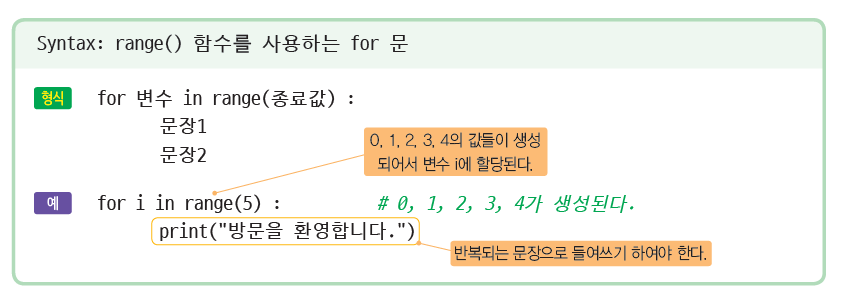 Syntax: range() 함수를 사용하는 for 문
형식 for 변수 in range(종료값) :
문장1
문장2
0, 1, 2, 3, 4의 값들이 생성
되어서 변수 i에 할당된다.
예 for i in range(5) : # 0, 1, 2, 3, 4가 생성된다.
print("방문을 환영합니다.")
반복되는 문장으로 들여쓰기 하여야 한다.